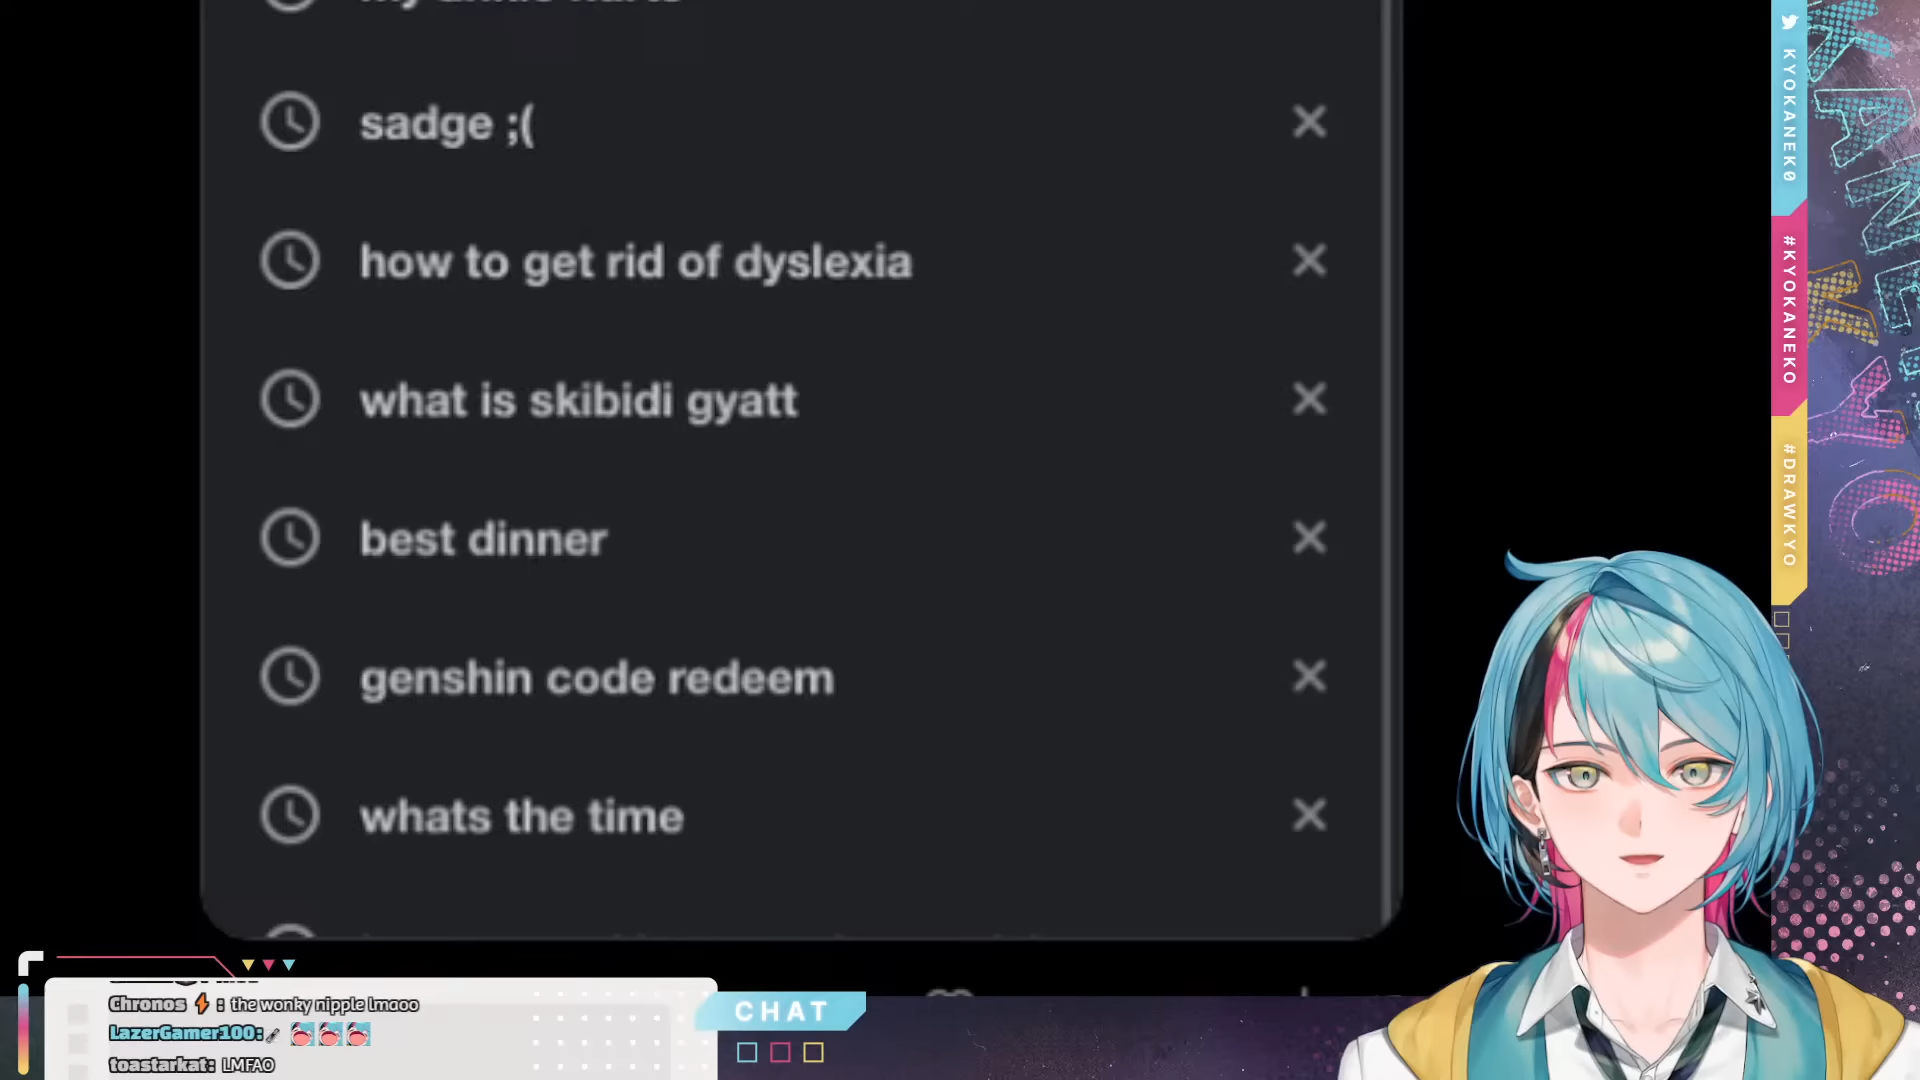 sadge ;(
how to get rid of dyslexia
what is skibidi gyatt
best dinner
genshin code redeem
whats the time
Chronos : the wonky nipple lmaoo
LazerGamer100:
toastarkat: LMFAO
CHAT
KYOKANEK0
#KYOKANEKO
#DRAWKYO